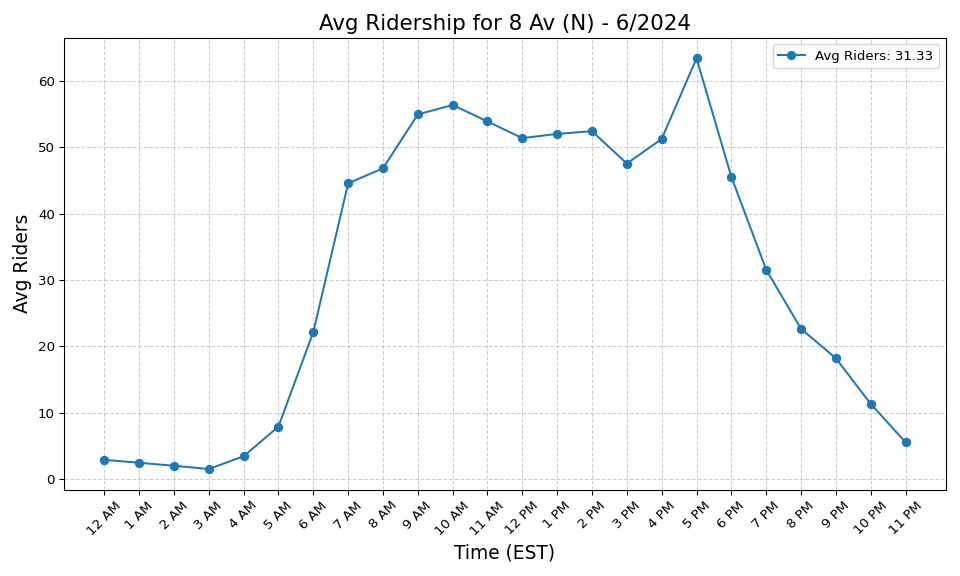 Avg Ridership for 8 Av (N) - 6/2024
Avg Riders: 31.33
Avg Riders
60
50
40
30
20
10
0
12 AM
1 AM
2 AM
3 AM
4 AM
5 AM
6 AM
7 AM
8 AM
9 AM
10 AM
11 AM
12 PM
1 PM
2 PM
3 PM
4 PM
5 PM
6 PM
7 PM
8 PM
9 PM
10 PM
11 PM
Time (EST)